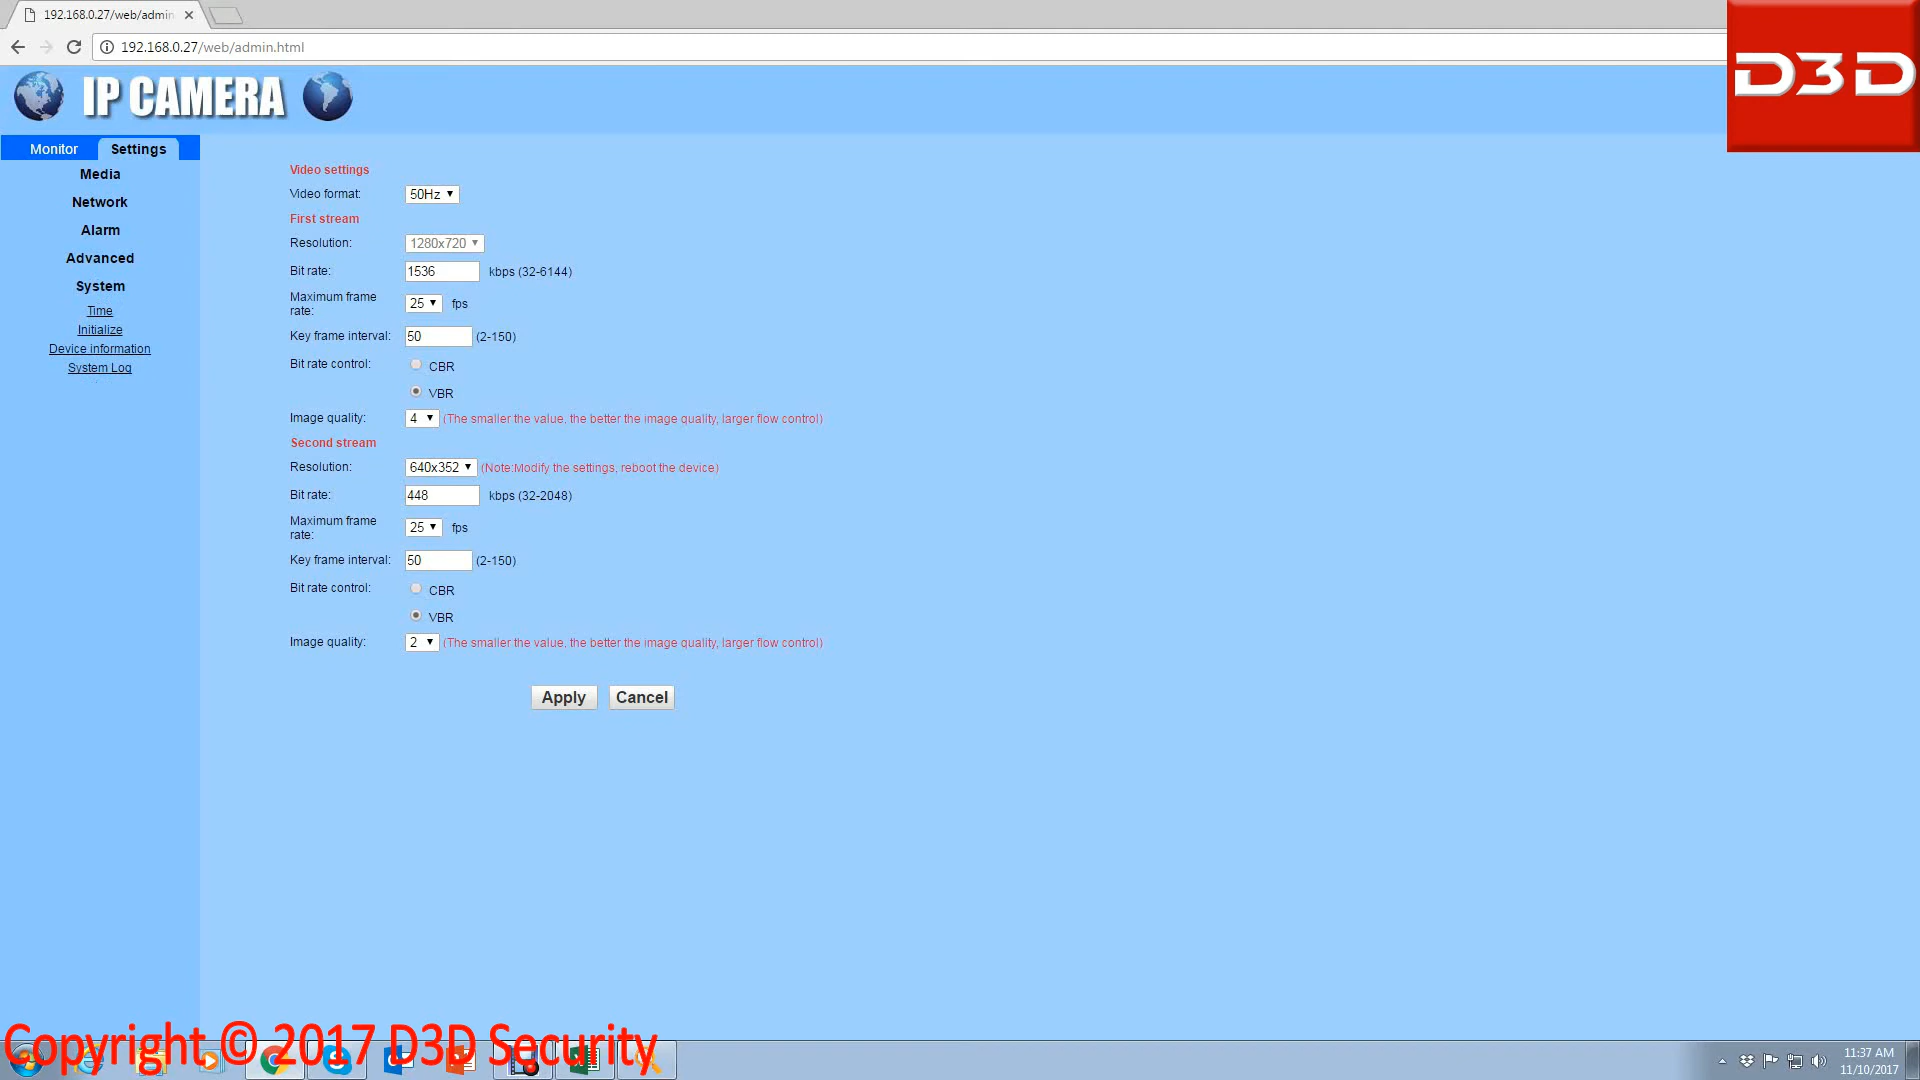 192.168.0.27/web/admin
192.168.0.27/web/admin.html
IP CAMERA
D3D
Monitor Settings
Media
Network
Alarm
Advanced
System
Time
Initialize
Device information
System Log
Video settings
Video format: 50Hz
First stream
Resolution: 1280x720
Bit rate: 1536 kbps (32-6144)
Maximum frame
rate: 25 fps
Key frame interval: 50 (2-150)
Bit rate control: CBR
VBR
Image quality: 4 (The smaller the value, the better the image quality, larger flow control)
Second stream
Resolution: 640x352 (Note:Modify the settings, reboot the device)
Bit rate: 448 kbps (32-2048)
Maximum frame
rate: 25 fps
Key frame interval: 50 (2-150)
Bit rate control: CBR
VBR
Image quality: 2 (The smaller the value, the better the image quality, larger flow control)
Apply Cancel
Copyright © 2017 D3D Security
11:37 AM
11/10/2017